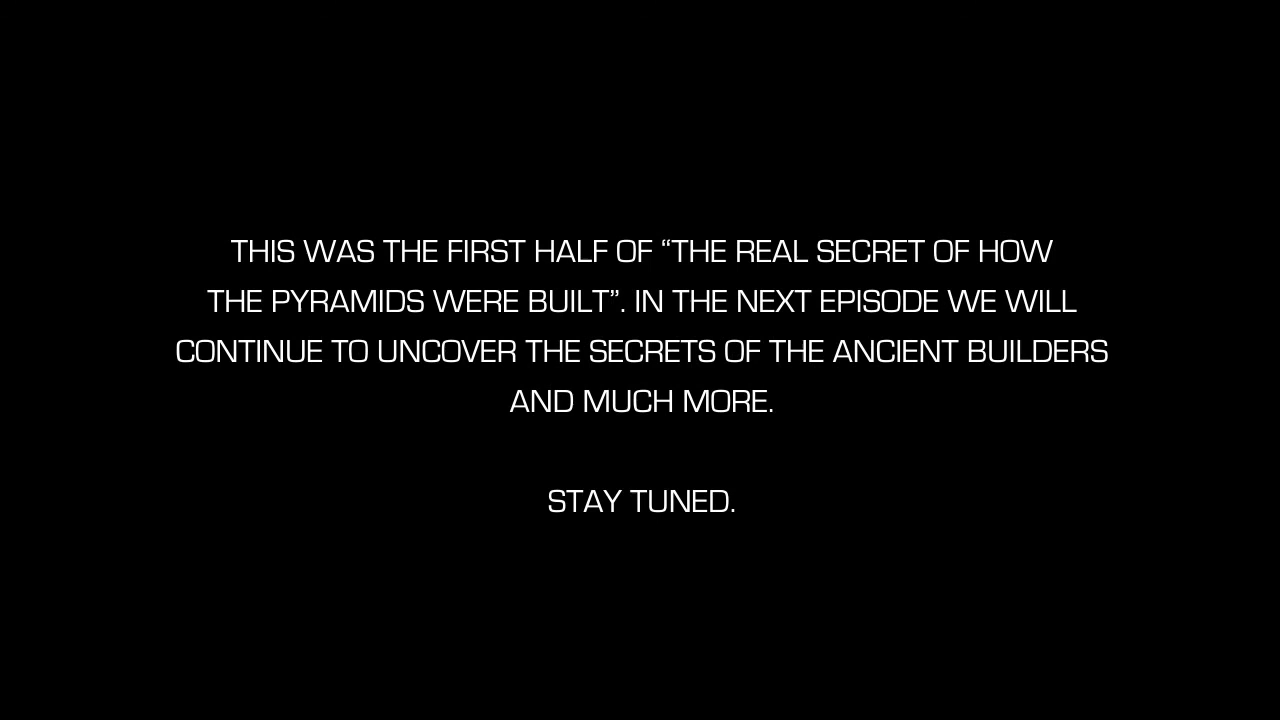 THIS WAS THE FIRST HALF OF “THE REAL SECRET OF HOW
THE PYRAMIDS WERE BUILT”. IN THE NEXT EPISODE WE WILL
CONTINUE TO UNCOVER THE SECRETS OF THE ANCIENT BUILDERS
AND MUCH MORE.
STAY TUNED.